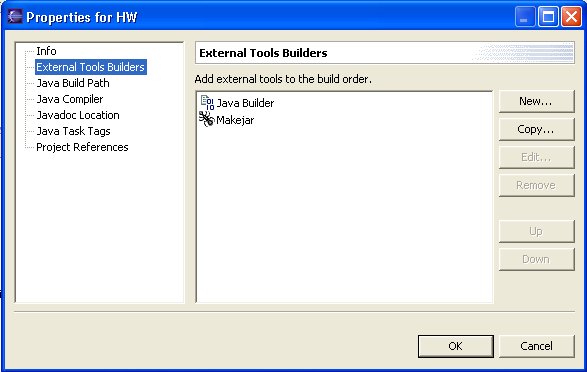 Properties for HW
Info
External Tools Builders
Java Build Path
Java Compiler
Javadoc Location
Java Task Tags
Project References
External Tools Builders
Add external tools to the build order.
Java Builder
Makejar
New...
Copy...
Edit...
Remove
Up
Down
OK
Cancel